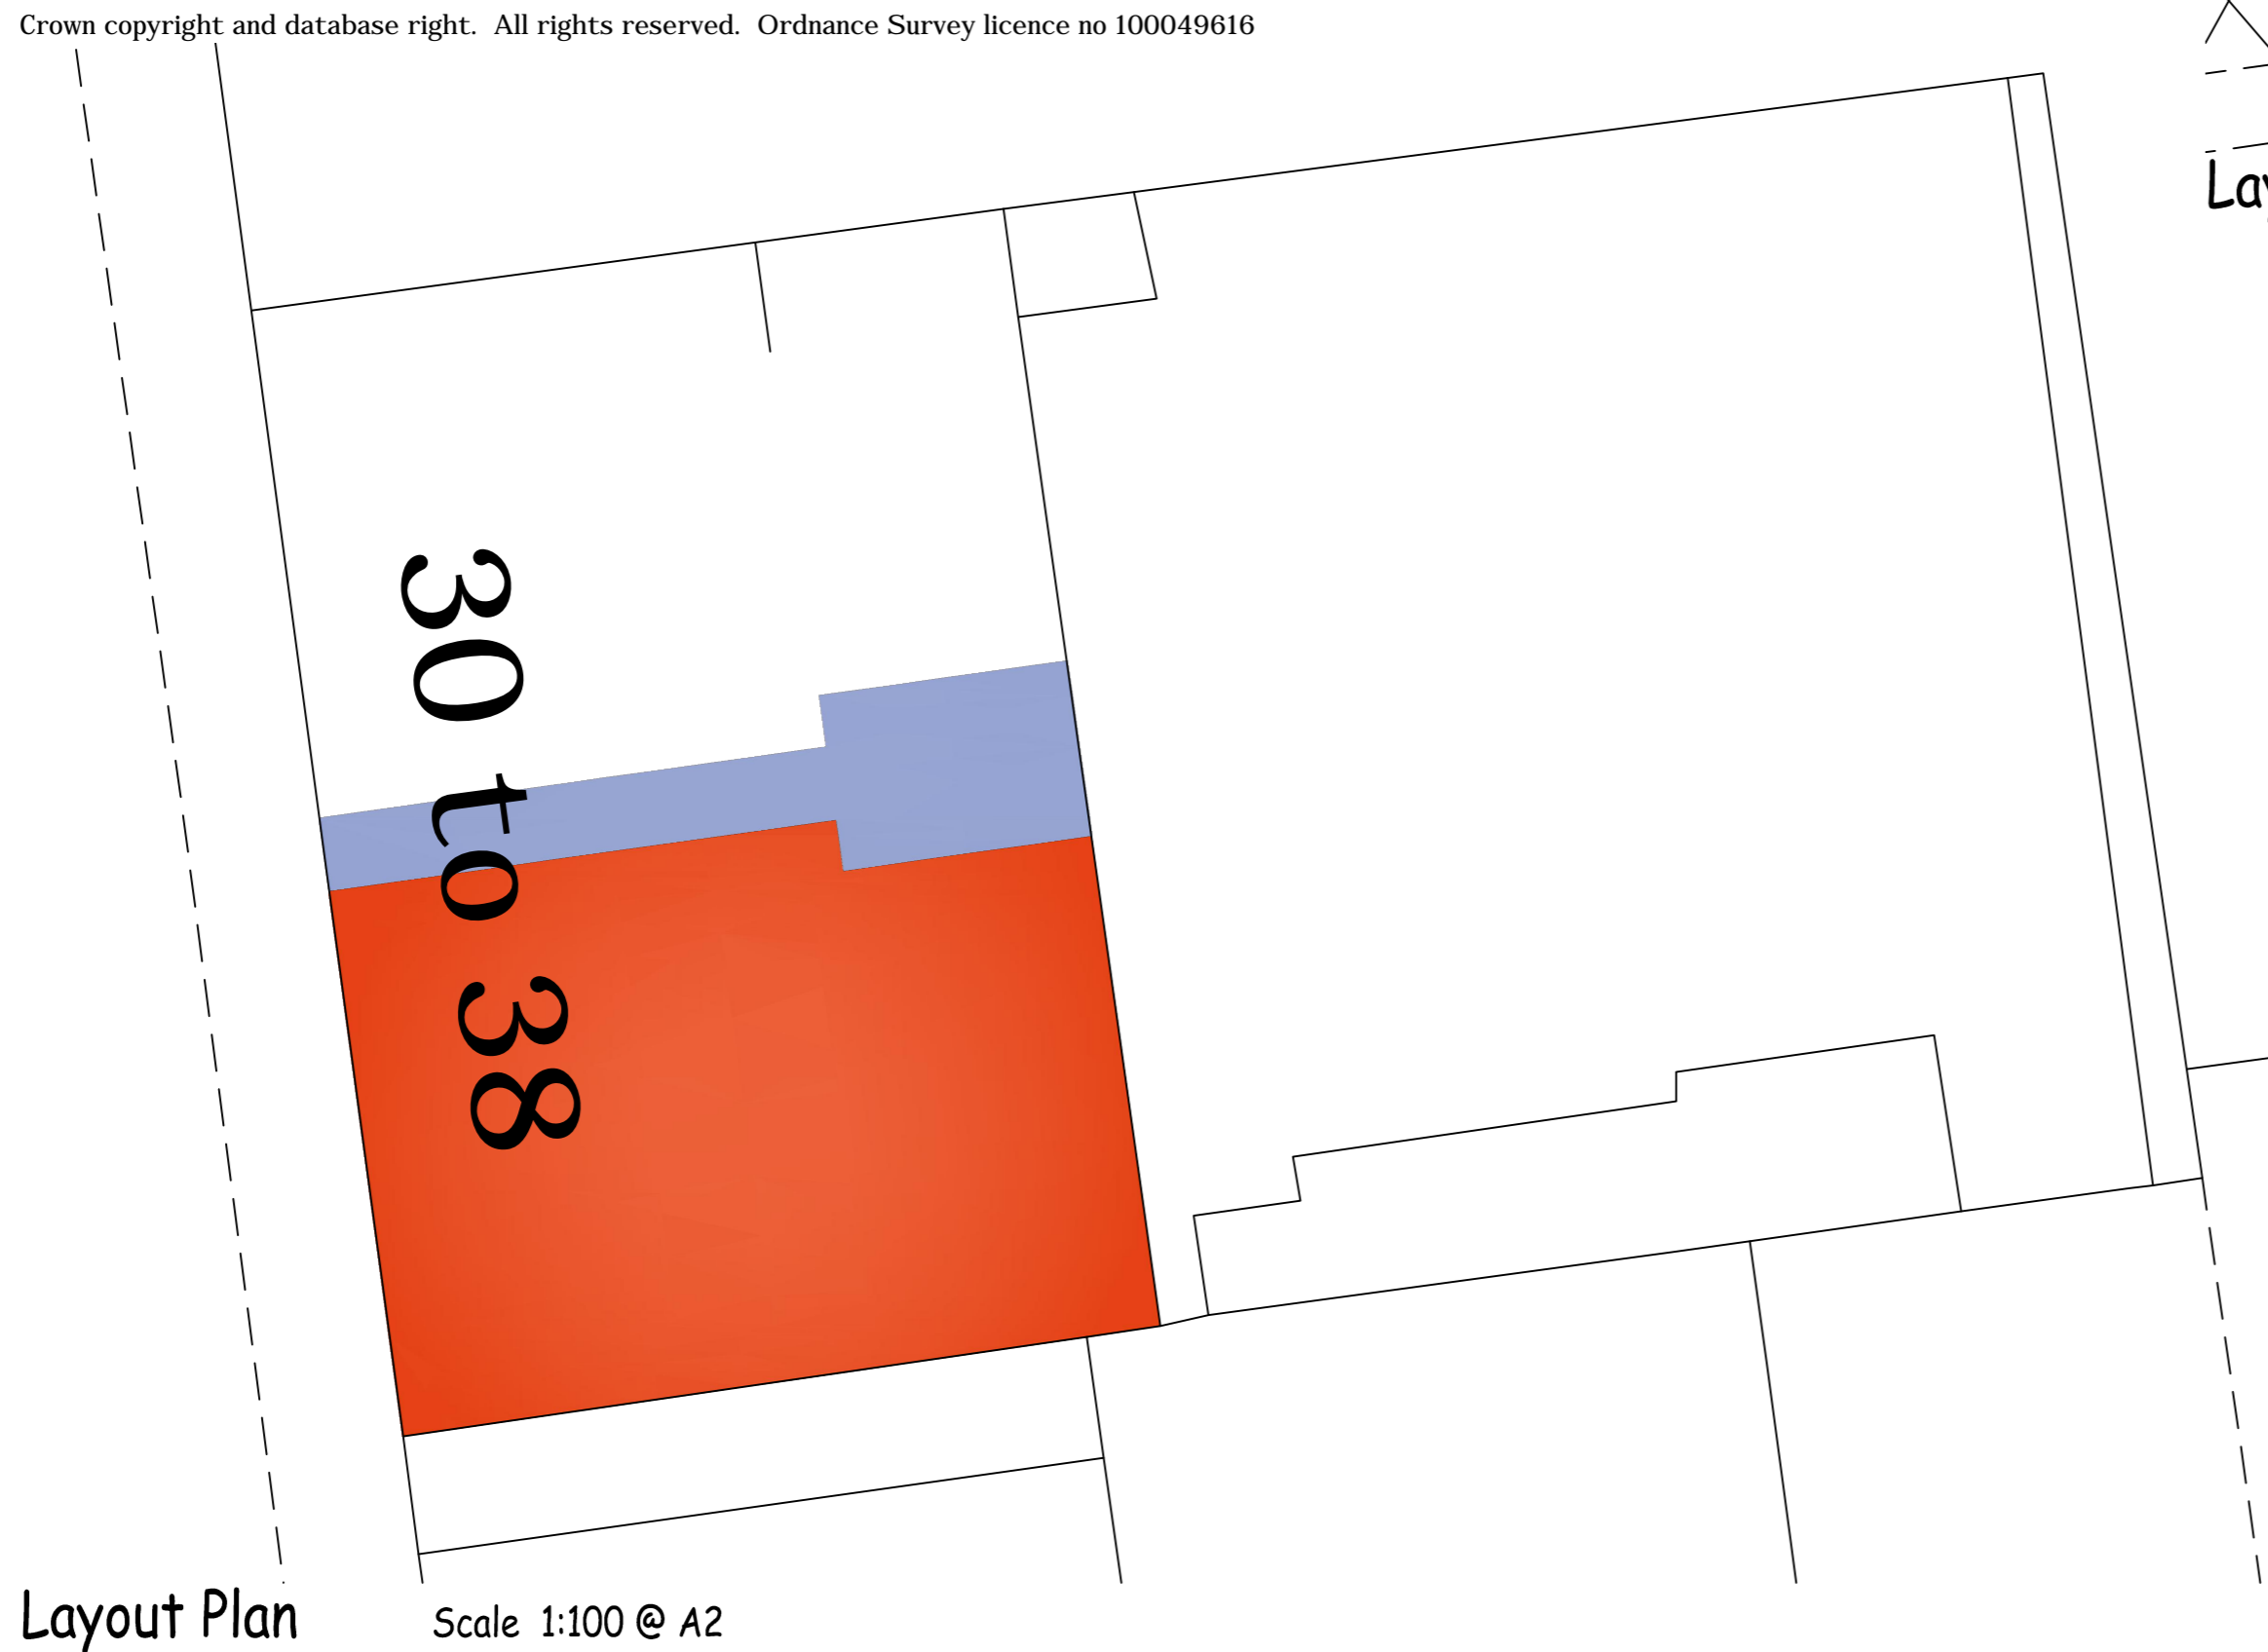 Crown copyright and database right. All rights reserved. Ordnance Survey licence no 100049616
30 to 38
Layout Plan
Scale 1:100 @ A2